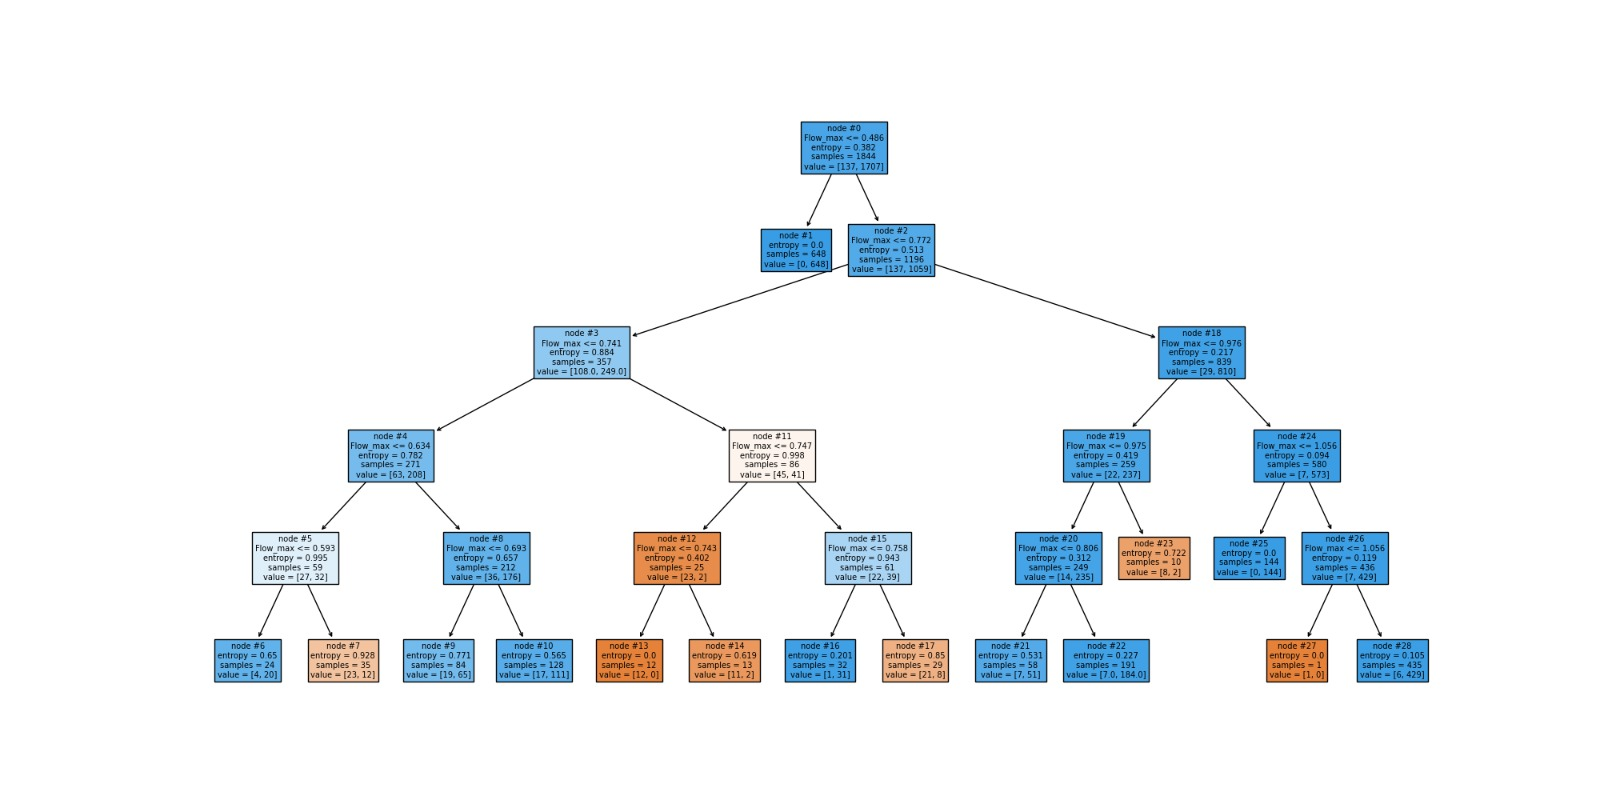 node #0
Flow_max <= 0.486
entropy = 0.382
samples = 1844
value = [137, 1707]
node #1
entropy = 0.0
samples = 648
value = [0, 648]
node #2
Flow_max <= 0.772
entropy = 0.513
samples = 1196
value = [137, 1059]
node #3
Flow_max <= 0.741
entropy = 0.884
samples = 357
value = [108.0, 249.0]
node #18
Flow_max <= 0.976
entropy = 0.217
samples = 839
value = [29, 810]
node #4
Flow_max <= 0.634
entropy = 0.782
samples = 271
value = [63, 208]
node #11
Flow_max <= 0.747
entropy = 0.998
samples = 86
value = [45, 41]
node #19
Flow_max <= 0.975
entropy = 0.419
samples = 259
value = [22, 237]
node #24
Flow_max <= 1.056
entropy = 0.094
samples = 580
value = [7, 573]
node #5
Flow_max <= 0.593
entropy = 0.995
samples = 59
value = [27, 32]
node #8
Flow_max <= 0.693
entropy = 0.657
samples = 212
value = [36, 176]
node #12
Flow_max <= 0.743
entropy = 0.402
samples = 25
value = [23, 2]
node #15
Flow_max <= 0.758
entropy = 0.943
samples = 61
value = [22, 39]
node #20
Flow_max <= 0.806
entropy = 0.312
samples = 249
value = [14, 235]
node #23
entropy = 0.722
samples = 10
value = [8, 2]
node #25
entropy = 0.0
samples = 144
value = [0, 144]
node #26
Flow_max <= 1.056
entropy = 0.119
samples = 436
value = [7, 429]
node #6
entropy = 0.65
samples = 24
value = [4, 20]
node #7
entropy = 0.928
samples = 35
value = [23, 12]
node #9
entropy = 0.771
samples = 84
value = [19, 65]
node #10
entropy = 0.565
samples = 128
value = [17, 111]
node #13
entropy = 0.0
samples = 12
value = [12, 0]
node #14
entropy = 0.619
samples = 13
value = [11, 2]
node #16
entropy = 0.201
samples = 32
value = [1, 31]
node #17
entropy = 0.85
samples = 29
value = [21, 8]
node #21
entropy = 0.531
samples = 58
value = [7, 51]
node #22
entropy = 0.227
samples = 191
value = [7.0, 184.0]
node #27
entropy = 0.0
samples = 1
value = [1, 0]
node #28
entropy = 0.105
samples = 435
value = [6, 429]